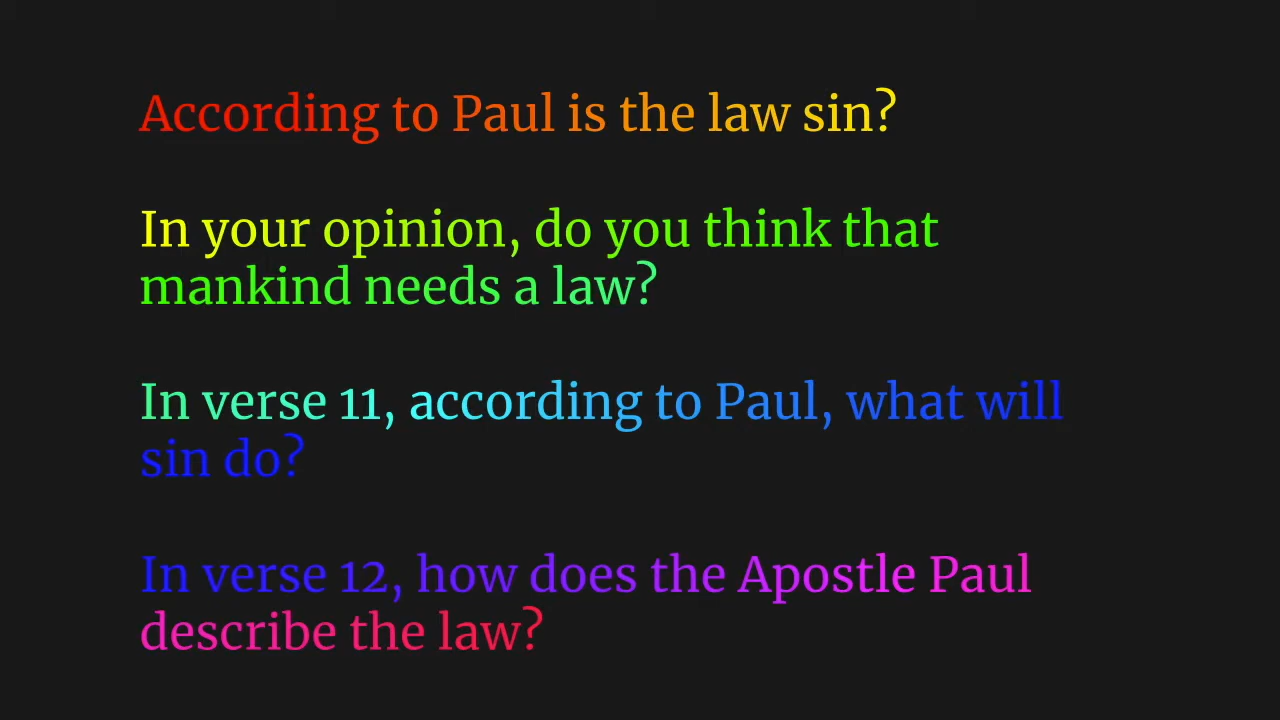 According to Paul is the law sin?
In your opinion, do you think that
mankind needs a law?
In verse 11, according to Paul, what will
sin do?
In verse 12, how does the Apostle Paul
describe the law?